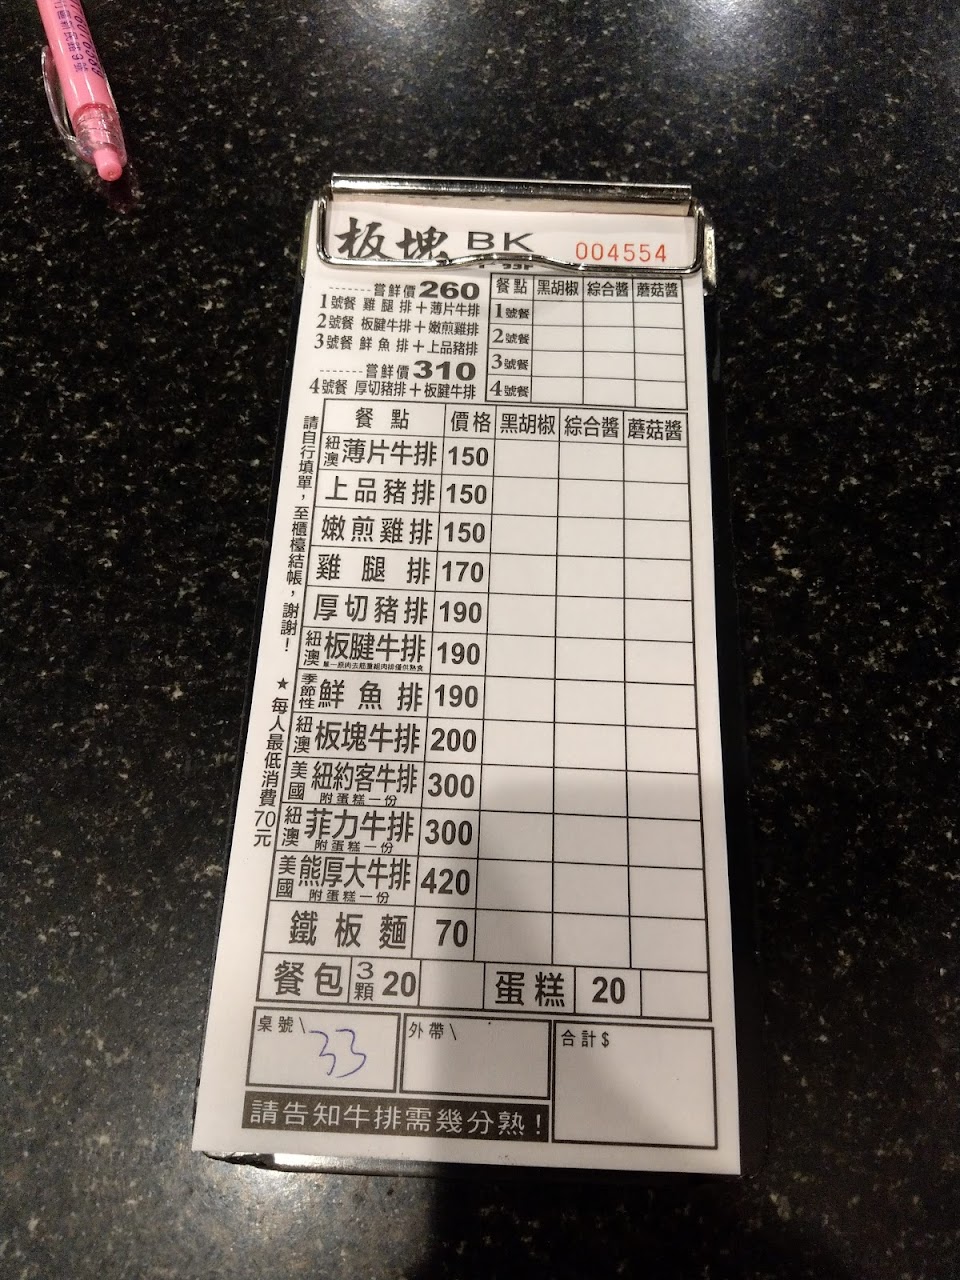 板塊 BK
004554
嘗鮮價260
1號餐 雞腿排+薄片牛排
2號餐 板腱牛排+嫩煎雞排
3號餐 鮮魚排+上品豬排
嘗鮮價310
4號餐 厚切豬排+板腱牛排
餐點 黑胡椒 綜合醬 蘑菇醬
1號餐
2號餐
3號餐
4號餐
請自行填單,至櫃檯結帳,謝謝!
★每人最低消費70元
餐點 價格 黑胡椒 綜合醬 蘑菇醬
紐澳 薄片牛排 150
上品豬排 150
嫩煎雞排 150
雞腿排 170
厚切豬排 190
紐澳 板腱牛排 190
季節性 鮮魚排 190
紐澳 板塊牛排 200
美國 紐約客牛排 300
附蛋糕一份
紐澳 菲力牛排 300
附蛋糕一份
美國 熊厚大牛排 420
附蛋糕一份
鐵板麵 70
餐包 3顆 20 蛋糕 20
桌號\ 33
外帶\
合計$
請告知牛排需幾分熟!